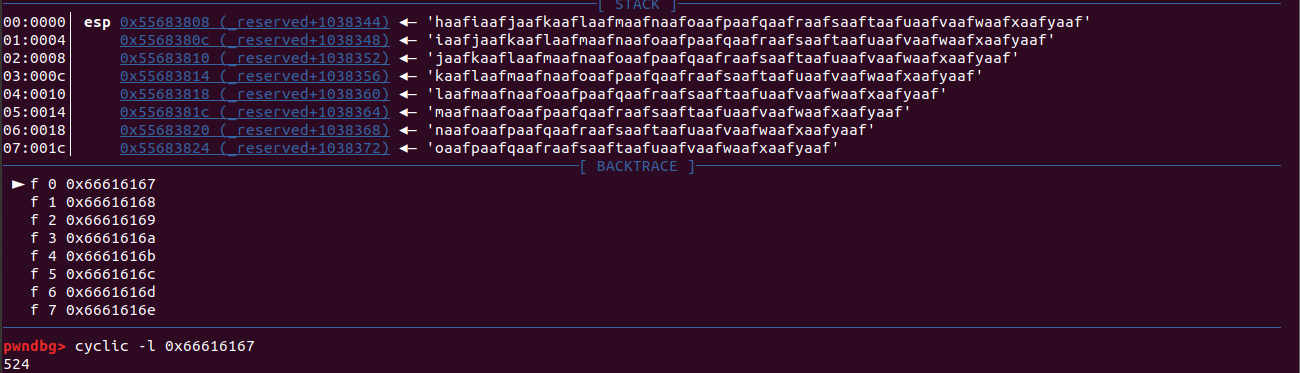 [ STACK ]
00:0000│ esp 0x55683808 (_reserved+1038344) ◂— 'haaflaafjaafkaaflaafmaafnaafoaafpaafqaafraafsaaftaafuaafvaafwaafxaafyaaf'
01:0004│ 0x5568380c (_reserved+1038348) ◂— 'iaafjaafkaaflaafmaafnaafoaafpaafqaafraafsaaftaafuaafvaafwaafxaafyaaf'
02:0008│ 0x55683810 (_reserved+1038352) ◂— 'jaafkaaflaafmaafnaafoaafpaafqaafraafsaaftaafuaafvaafwaafxaafyaaf'
03:000c│ 0x55683814 (_reserved+1038356) ◂— 'kaaflaafmaafnaafoaafpaafqaafraafsaaftaafuaafvaafwaafxaafyaaf'
04:0010│ 0x55683818 (_reserved+1038360) ◂— 'laafmaafnaafoaafpaafqaafraafsaaftaafuaafvaafwaafxaafyaaf'
05:0014│ 0x5568381c (_reserved+1038364) ◂— 'maafnaafoaafpaafqaafraafsaaftaafuaafvaafwaafxaafyaaf'
06:0018│ 0x55683820 (_reserved+1038368) ◂— 'naafoaafpaafqaafraafsaaftaafuaafvaafwaafxaafyaaf'
07:001c│ 0x55683824 (_reserved+1038372) ◂— 'oaafpaafqaafraafsaaftaafuaafvaafwaafxaafyaaf'
[ BACKTRACE ]
► f 0 0x66616167
f 1 0x66616168
f 2 0x66616169
f 3 0x6661616a
f 4 0x6661616b
f 5 0x6661616c
f 6 0x6661616d
f 7 0x6661616e
pwndbg> cyclic -l 0x66616167
524